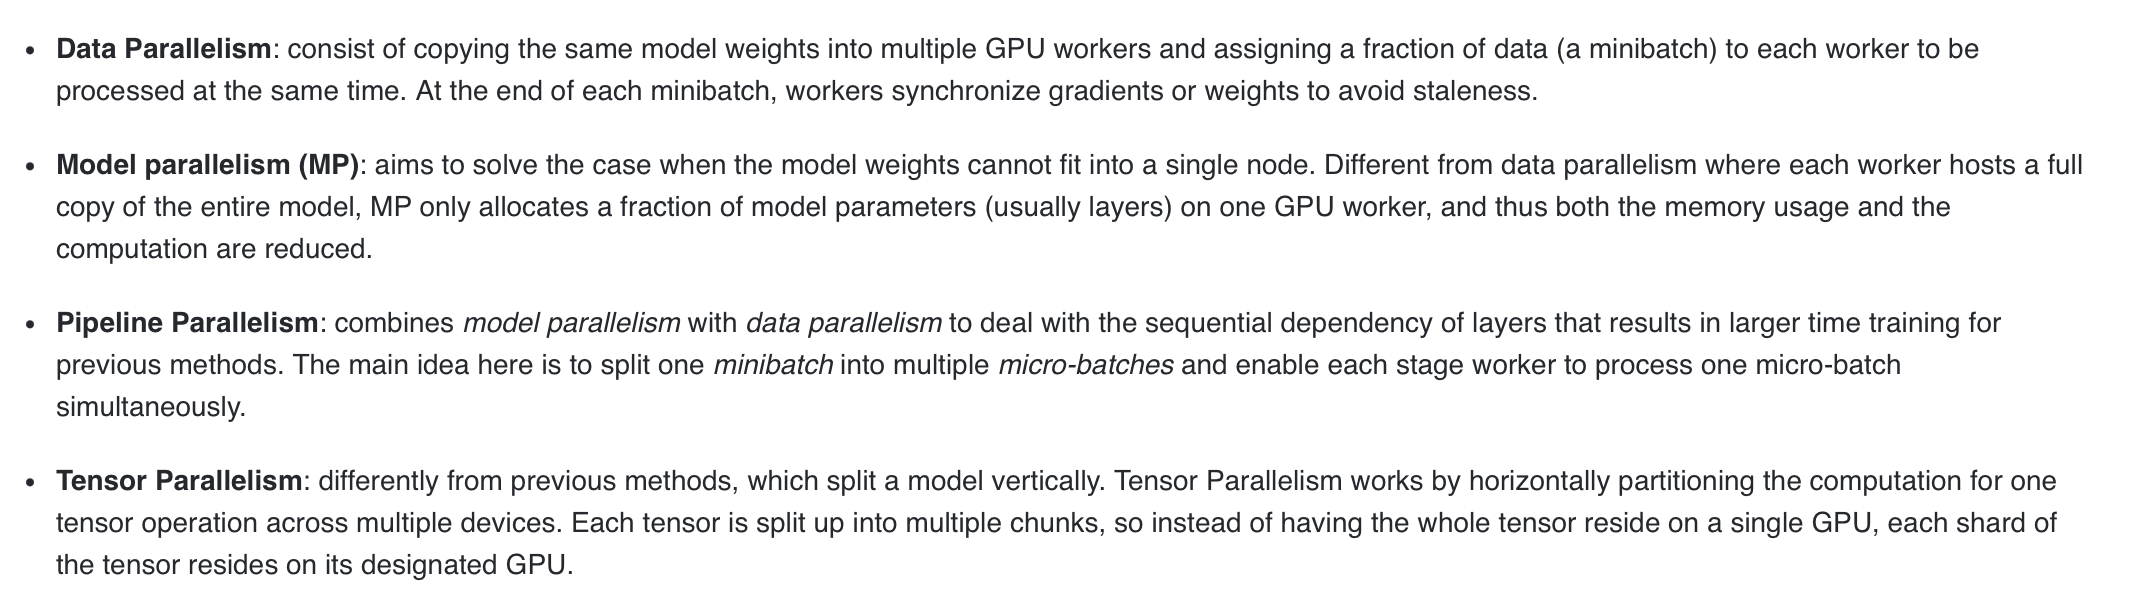 • Data Parallelism: consist of copying the same model weights into multiple GPU workers and assigning a fraction of data (a minibatch) to each worker to be
processed at the same time. At the end of each minibatch, workers synchronize gradients or weights to avoid staleness.
• Model parallelism (MP): aims to solve the case when the model weights cannot fit into a single node. Different from data parallelism where each worker hosts a full
copy of the entire model, MP only allocates a fraction of model parameters (usually layers) on one GPU worker, and thus both the memory usage and the
computation are reduced.
• Pipeline Parallelism: combines model parallelism with data parallelism to deal with the sequential dependency of layers that results in larger time training for
previous methods. The main idea here is to split one minibatch into multiple micro-batches and enable each stage worker to process one micro-batch
simultaneously.
• Tensor Parallelism: differently from previous methods, which split a model vertically. Tensor Parallelism works by horizontally partitioning the computation for one
tensor operation across multiple devices. Each tensor is split up into multiple chunks, so instead of having the whole tensor reside on a single GPU, each shard of
the tensor resides on its designated GPU.